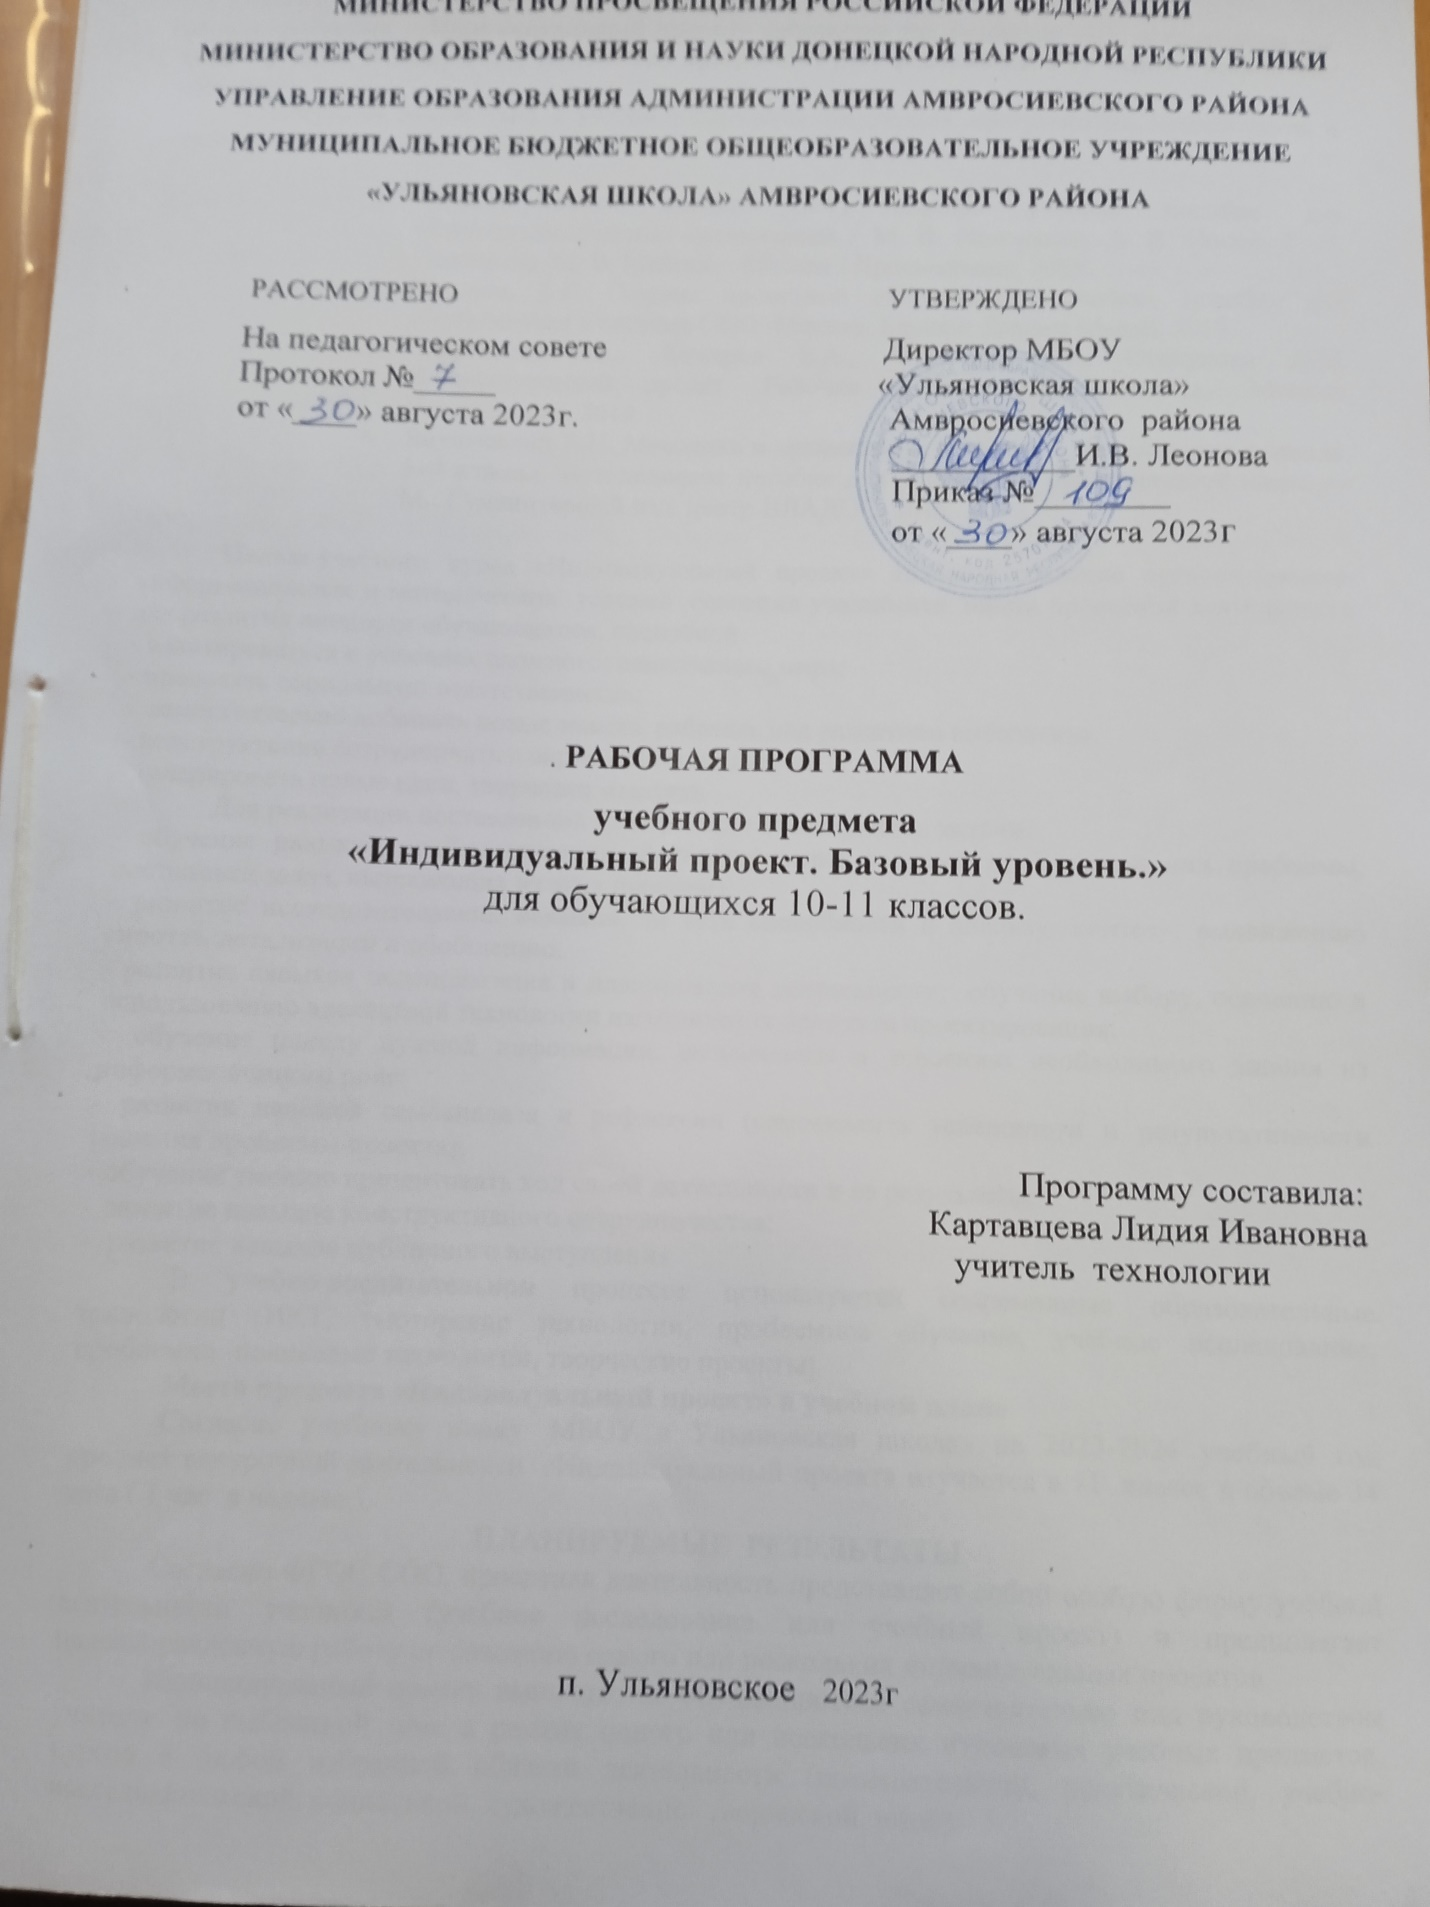 МИНИСТЕРСТВО ПРОСВЕЩЕНИЯ РОССИЙСКОЙ ФЕДЕРАЦИИ
МИНИСТЕРСТВО ОБРАЗОВАНИЯ И НАУКИ ДОНЕЦКОЙ НАРОДНОЙ РЕСПУБЛИКИ
УПРАВЛЕНИЕ ОБРАЗОВАНИЯ АДМИНИСТРАЦИИ АМВРОСИЕВСКОГО РАЙОНА
МУНИЦИПАЛЬНОЕ БЮДЖЕТНОЕ ОБЩЕОБРАЗОВАТЕЛЬНОЕ УЧРЕЖДЕНИЕ
«УЛЬЯНОВСКАЯ ШКОЛА» АМВРОСИЕВСКОГО РАЙОНА
РАССМОТРЕНО
На педагогическом совете
Протокол № 7
от «30» августа 2023г.
УТВЕРЖДЕНО
Директор МБОУ
«Ульяновская школа»
Амвросиевского района
И.В. Леонова
Приказ № 109
от «30» августа 2023г
. РАБОЧАЯ ПРОГРАММА
учебного предмета
«Индивидуальный проект. Базовый уровень.»
для обучающихся 10-11 классов.
Программу составила:
Картавцева Лидия Ивановна
учитель технологии
п. Ульяновское 2023г